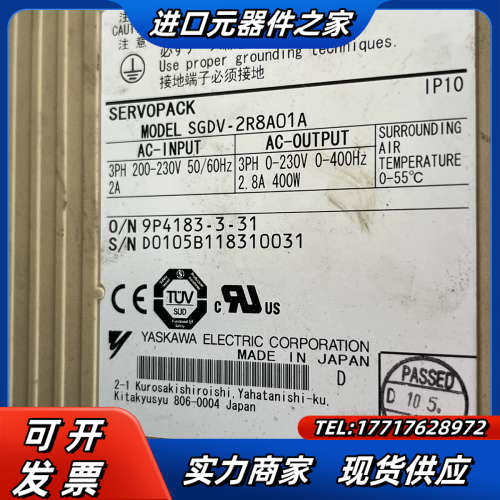 进口元器件之家
注意
Use proper grounding techniques.
接地端子必须接地
IP10
SERVOPACK
MODEL SGDV-2R8A01A
AC-INPUT
3PH 200-230V 50/60Hz
2A
AC-OUTPUT
3PH 0-230V 0-400Hz
2.8A 400W
SURROUNDING
AIR
TEMPERATURE
0-55℃
O/N 9P4183-3-31
S/N D0105B118310031
CE
TÜV
SÜD
c RU US
YASKAWA ELECTRIC CORPORATION
MADE IN JAPAN
D
2-1 Kurosakishiroishi, Yahatanishi-ku,
Kitakyusyu 806-0004 Japan
PASSED
D 10 5.
TEL:17717628972
可开
发票
实力商家 现货供应